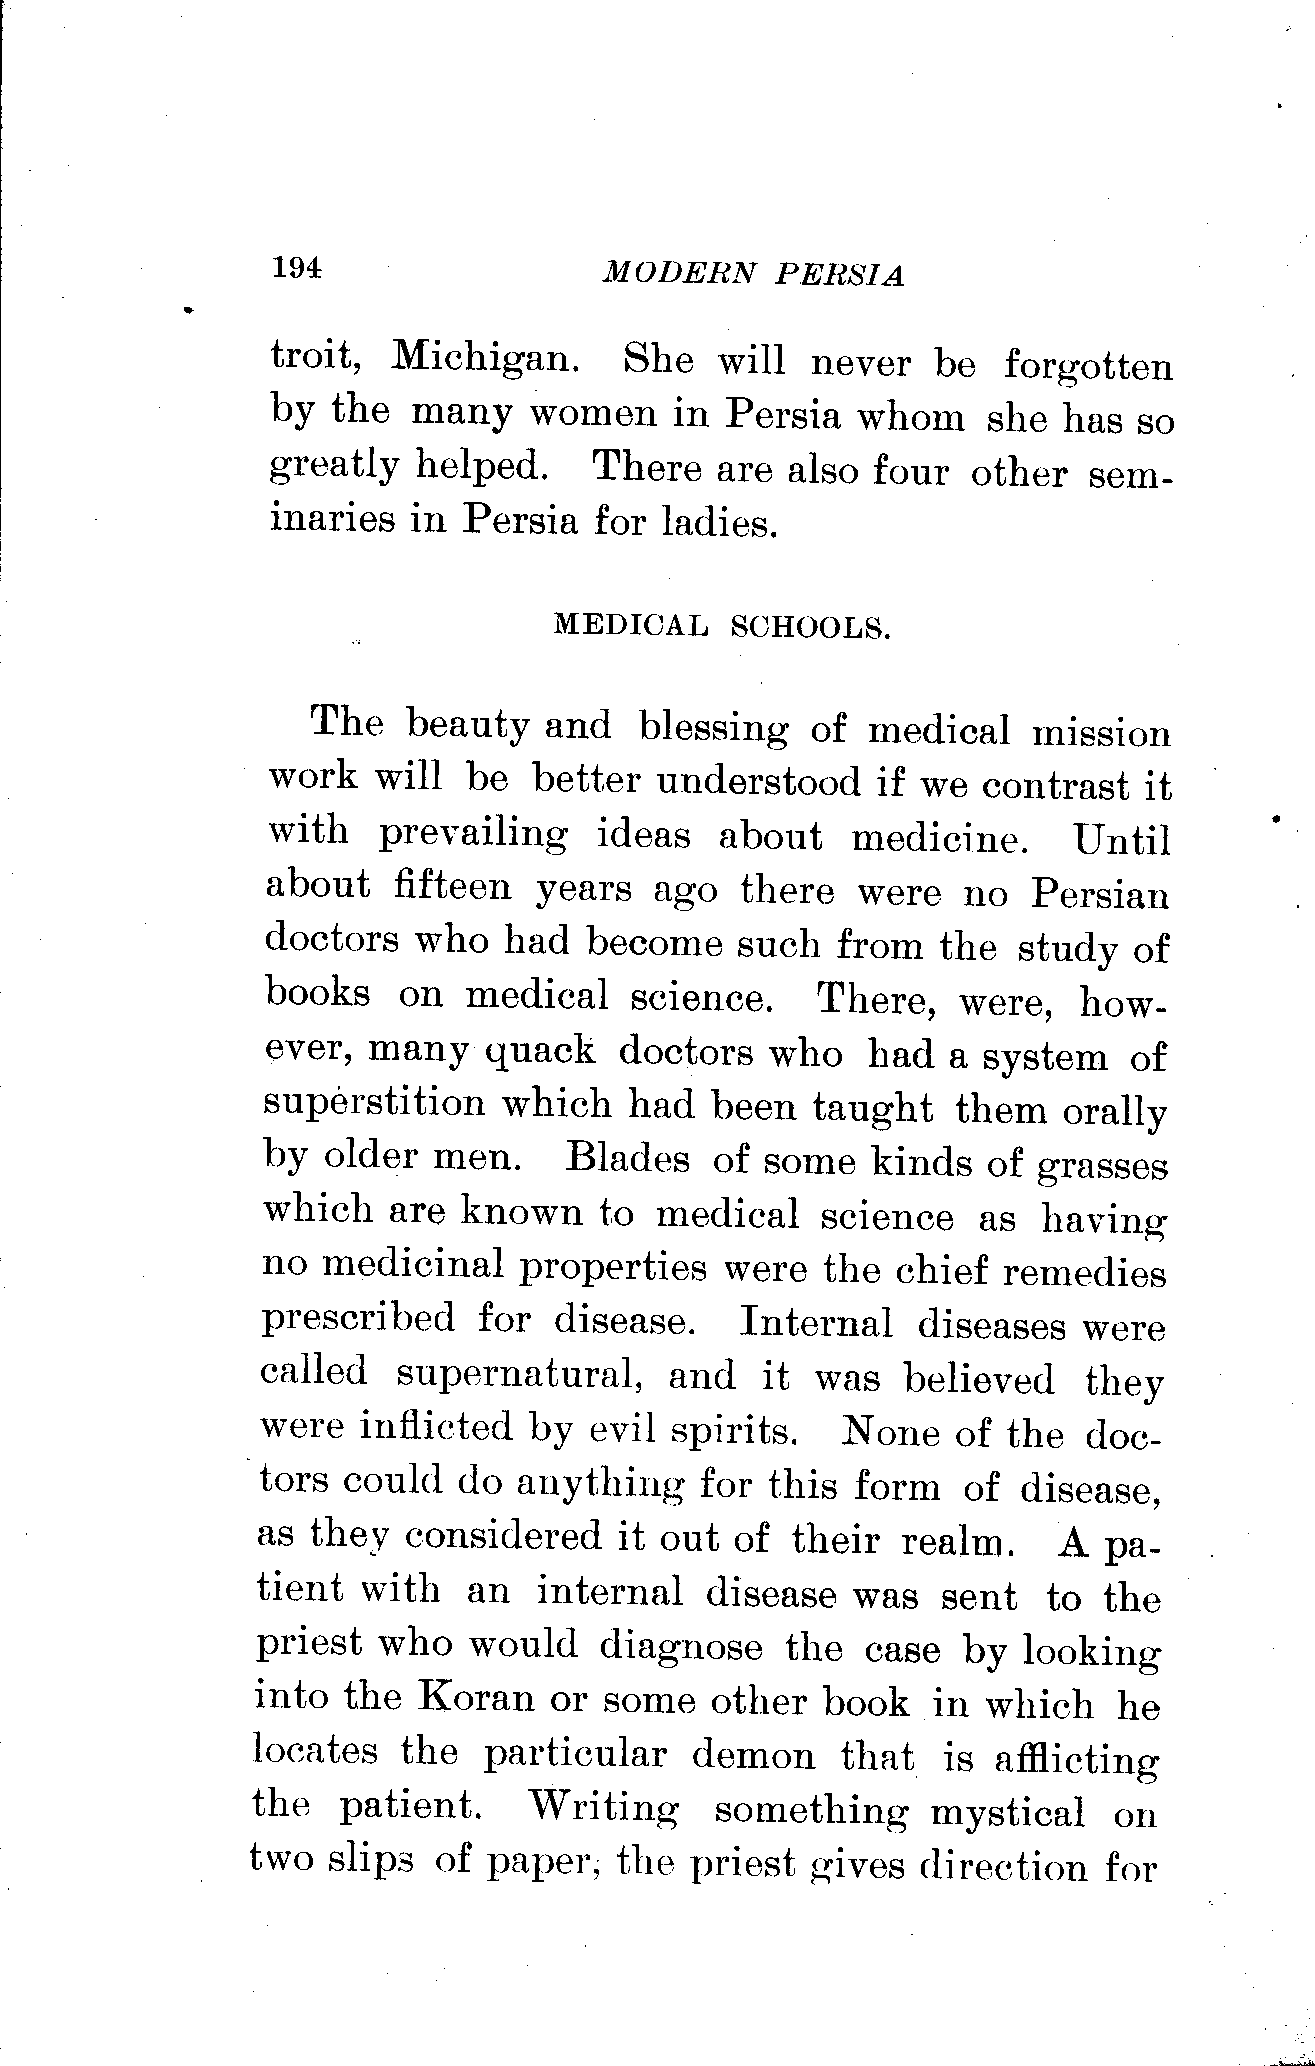 194 MODERN PERSIA
troit, Michigan. She will never be forgotten
by the many women in Persia whom she has so
greatly helped. There are also four other sem-
inaries in Persia for ladies.
MEDICAL SCHOOLS.
The beauty and blessing of medical mission
work will be better understood if we contrast it
with prevailing ideas about medicine. Until
about fifteen years ago there were no Persian
doctors who had become such from the study of
books on medical science. There, were, how-
ever, many quack doctors who had a system of
superstition which had been taught them orally
by older men. Blades of some kinds of grasses
which are known to medical science as having
no medicinal properties were the chief remedies
prescribed for disease. Internal diseases were
called supernatural, and it was believed they
were inflicted by evil spirits. None of the doc-
tors could do anything for this form of disease,
as they considered it out of their realm. A pa-
tient with an internal disease was sent to the
priest who would diagnose the case by looking
into the Koran or some other book in which he
locates the particular demon that is afflicting
the patient. Writing something mystical on
two slips of paper, the priest gives direction for